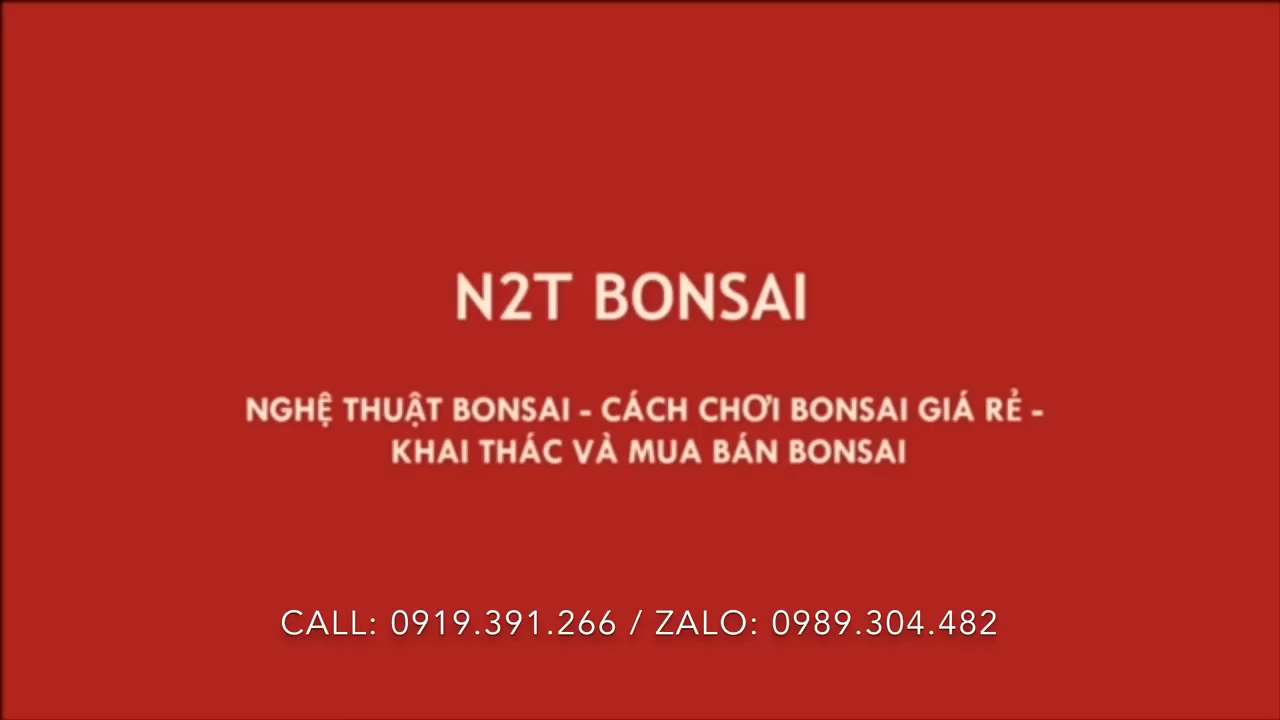 N2T BONSAI
NGHỆ THUẬT BONSAI - CÁCH CHƠI BONSAI GIÁ RẺ -
KHAI THÁC VÀ MUA BÁN BONSAI
CALL: 0919.391.266 / ZALO: 0989.304.482